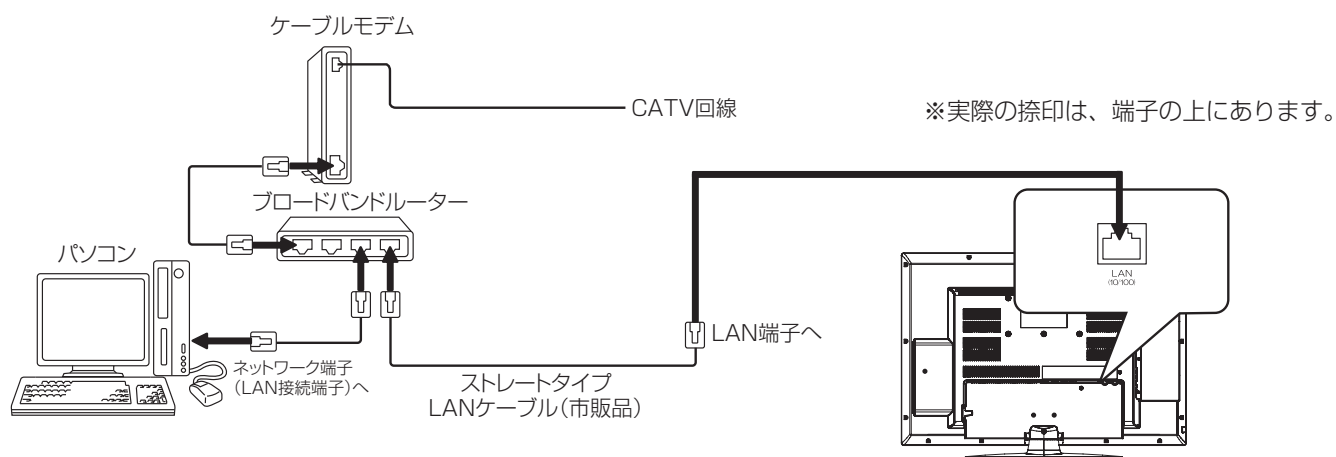 ケーブルモデム
CATV回線
※実際の捺印は、端子の上にあります。
ブロードバンドルーター
パソコン
LAN
(10/100)
LAN端子へ
ネットワーク端子
(LAN接続端子)へ
ストレートタイプ
LANケーブル(市販品)